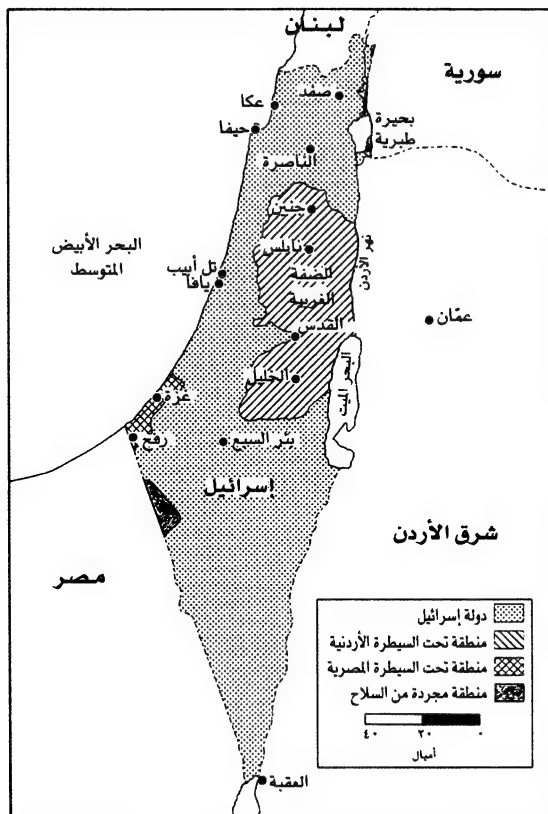 لبنان
سورية
صفد
عكا
بحيرة
طبرية
حيفا
الناصرة
جنين
البحر الأبيض
المتوسط
نابلس
نهر الأردن
تل أبيب
يافا
الضفة
الغربية
القدس
عمّان
البحر الميت
الخليل
غزة
رفح
بئر السبع
إسرائيل
شرق الأردن
مصر
دولة إسرائيل
منطقة تحت السيطرة الأردنية
منطقة تحت السيطرة المصرية
منطقة مجردة من السلاح
٠ ٢٠ ٤٠
أميال
العقبة